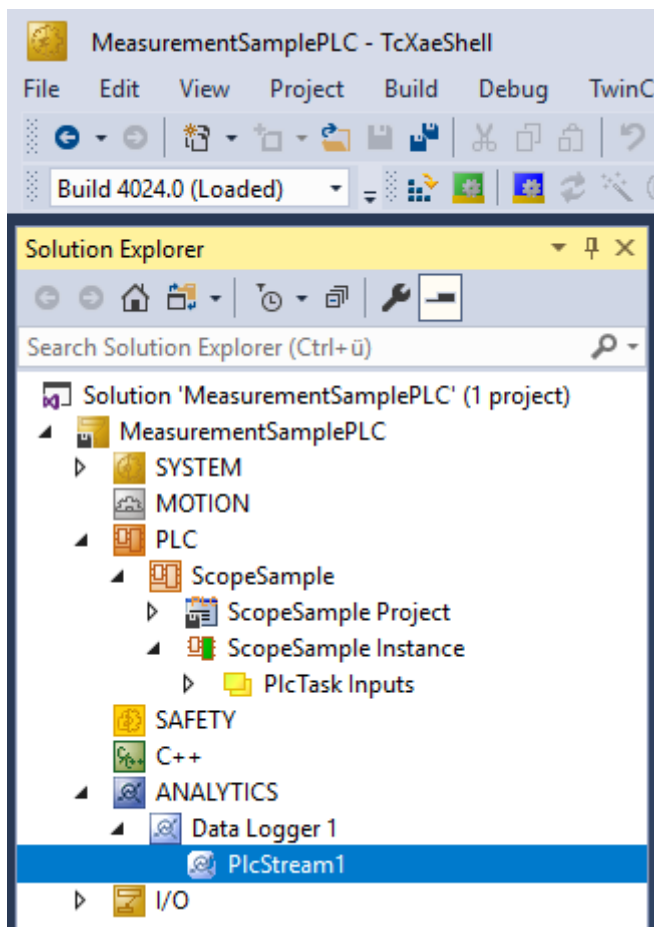 MeasurementSamplePLC - TcXaeShell
File Edit View Project Build Debug TwinC
Build 4024.0 (Loaded)
Solution Explorer
Search Solution Explorer (Ctrl+ü)
Solution 'MeasurementSamplePLC' (1 project)
MeasurementSamplePLC
SYSTEM
MOTION
PLC
ScopeSample
ScopeSample Project
ScopeSample Instance
PlcTask Inputs
SAFETY
C++
ANALYTICS
Data Logger 1
PlcStream1
I/O